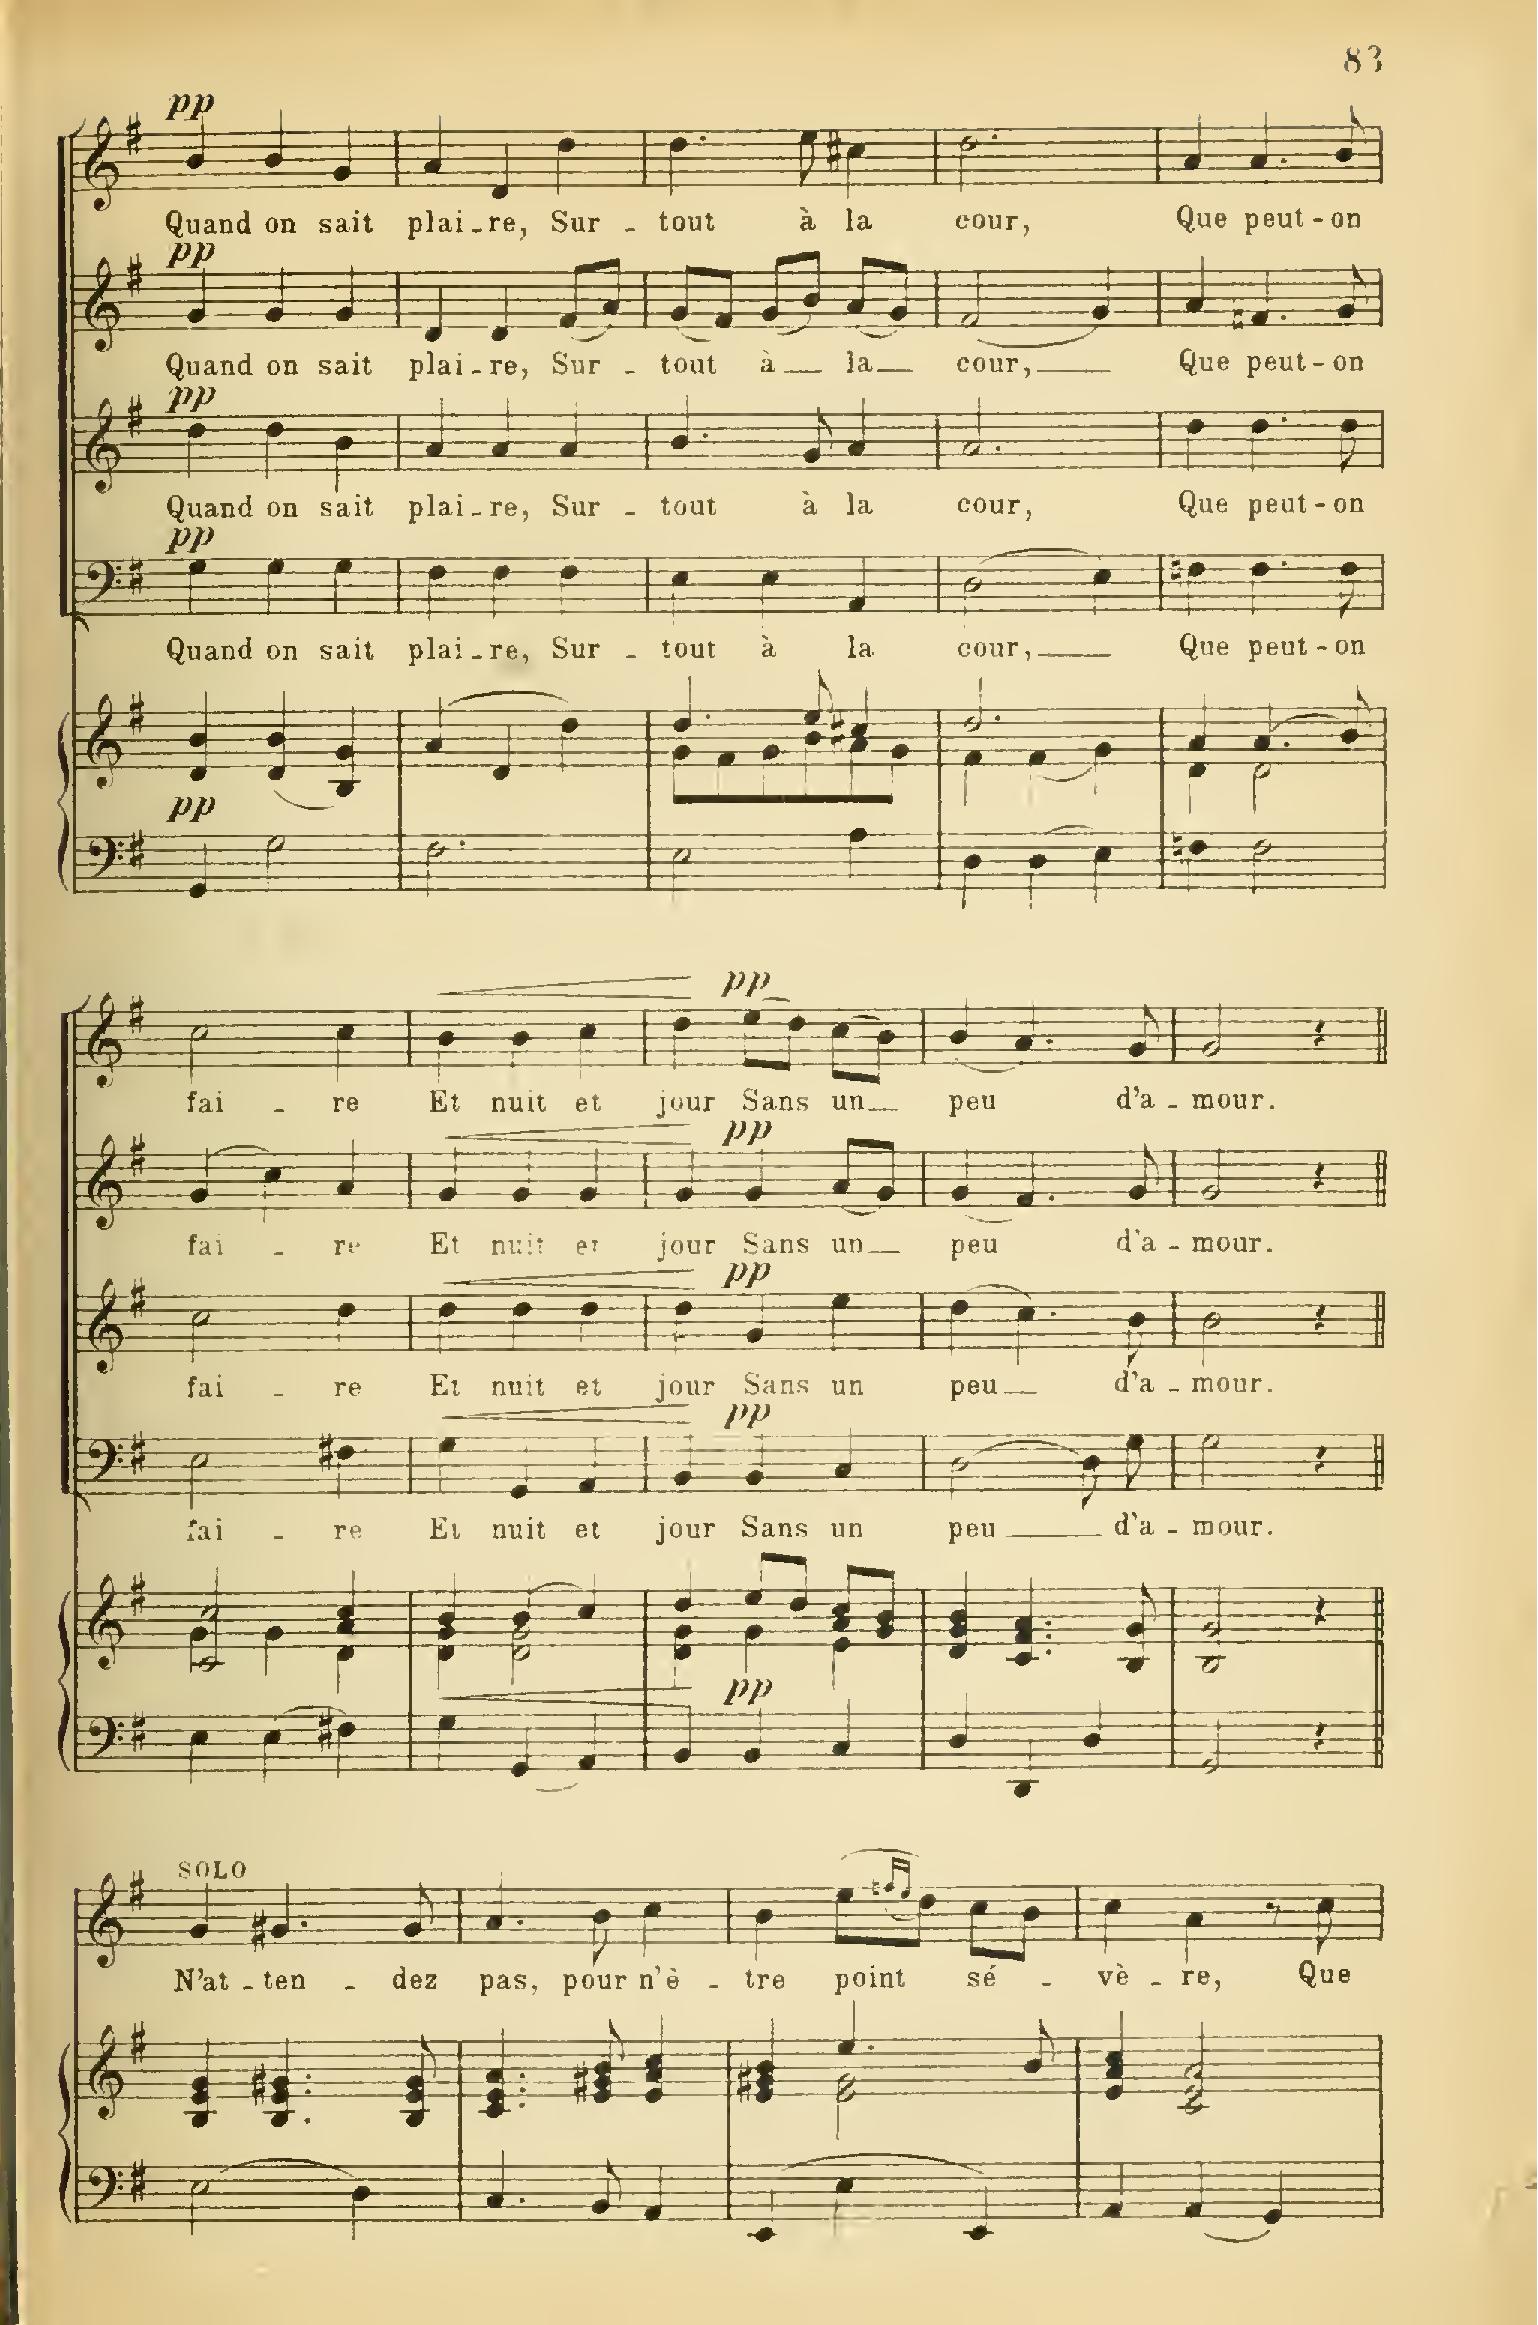 83
pp
Quand on sait plai-re, Sur - tout à la cour, Que peut-on
pp
Quand on sait plai-re, Sur - tout à la cour, Que peut-on
pp
Quand on sait plai-re, Sur - tout à la cour, Que peut-on
pp
Quand on sait plai-re, Sur - tout à la cour, Que peut-on
pp
pp
fai - re Et nuit et jour Sans un peu d'a - mour.
pp
fai - re Et nuit et jour Sans un peu d'a - mour.
pp
fai - re Et nuit et jour Sans un peu d'a - mour.
pp
fai - re Et nuit et jour Sans un peu d'a - mour.
pp
SOLO
N'at - ten - dez pas, pour n'ê - tre point sé - vè - re, Que